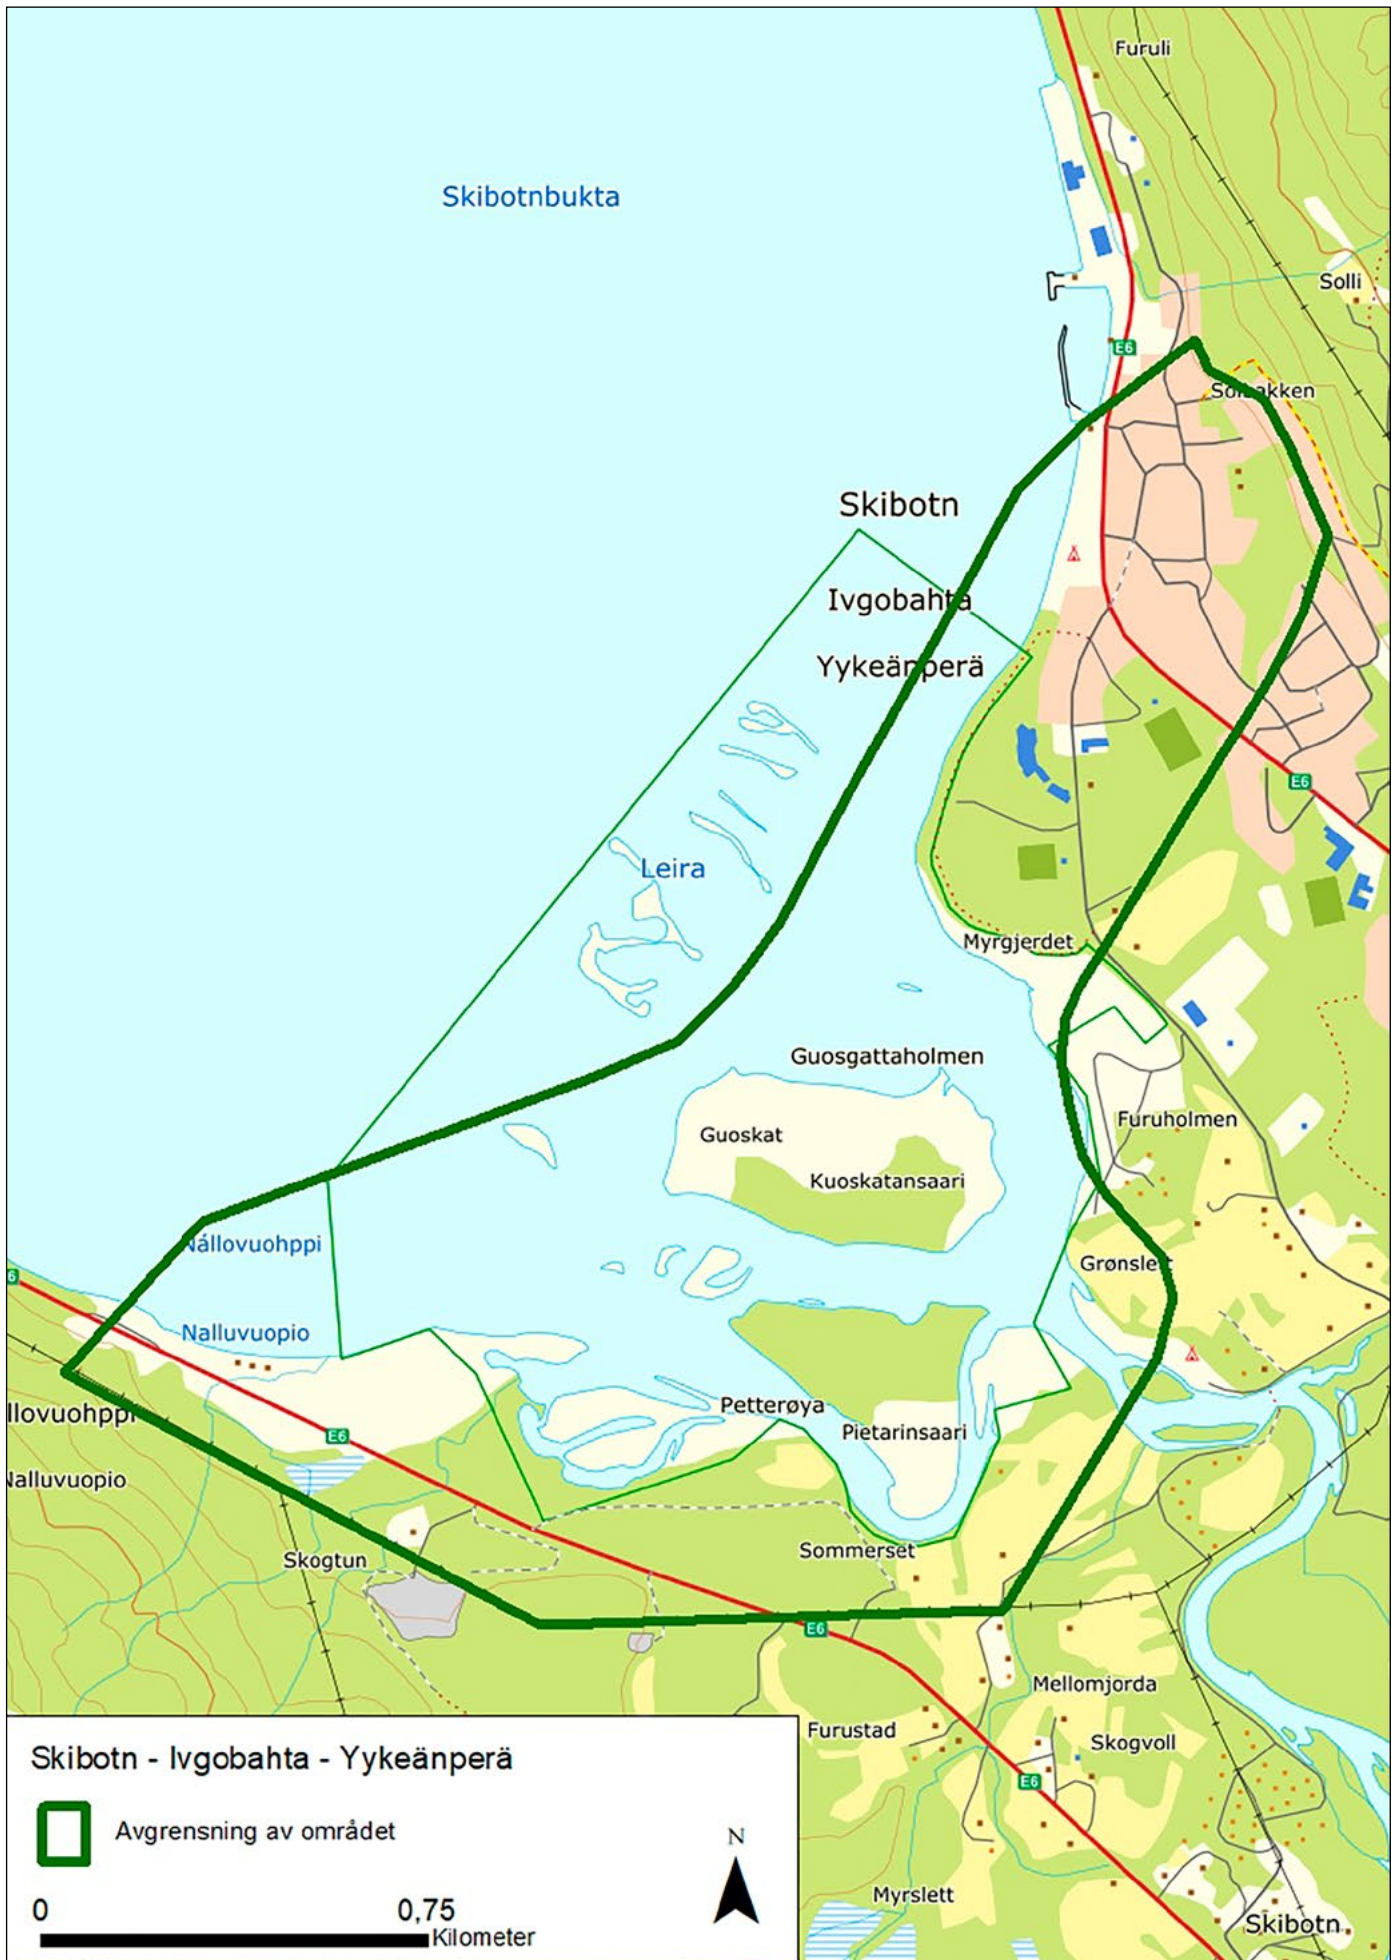 Furuli
Skibotnbukta
Solli
E6
Solbakken
Skibotn
Ivgobahta
Yykeänperä
E6
Leira
Myrgjerdet
Guosgattaholmen
Furuholmen
Guoskat
Kuoskatansaari
Nállovuohppi
Grønslett
6
Nalluvuopio
Petterøya
llovuohppi
Pietarinsaari
E6
Nalluvuopio
Sommerset
Skogtun
E6
Mellomjorda
Furustad
Skogvoll
E6
Myrslett
Skibotn
Skibotn - Ivgobahta - Yykeänperä
Avgrensning av området
N
0 0,75
Kilometer